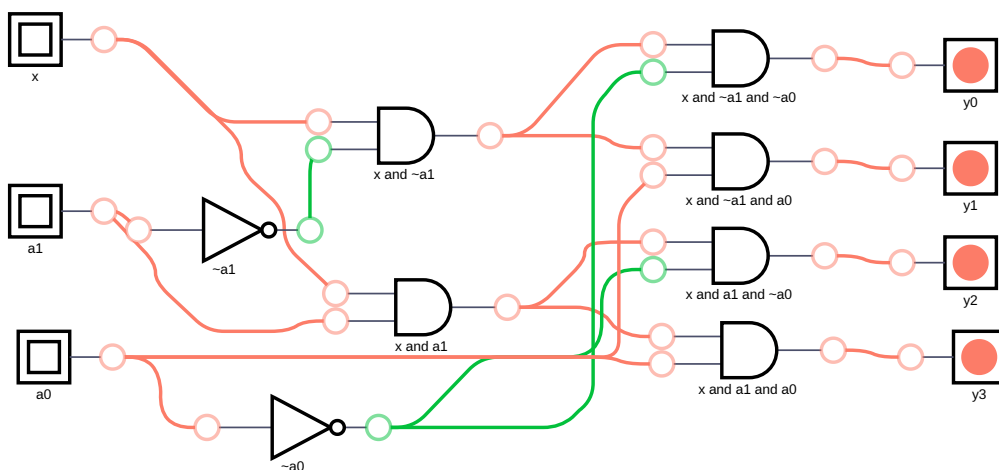 x
x and ~a1 and ~a0
y0
x and ~a1
x and ~a1 and a0
y1
a1
~a1
x and a1 and ~a0
y2
x and a1
a0
x and a1 and a0
y3
~a0